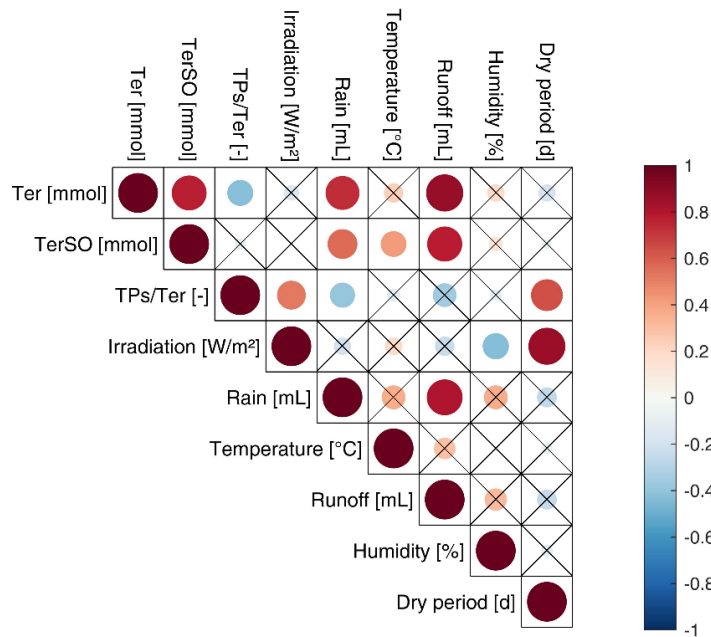 Ter [mmol]
TerSO [mmol]
TPs/Ter [-]
Irradiation [W/m²]
Rain [mL]
Temperature [°C]
Runoff [mL]
Humidity [%]
Dry period [d]
Ter [mmol]
TerSO [mmol]
TPs/Ter [-]
Irradiation [W/m²]
Rain [mL]
Temperature [°C]
Runoff [mL]
Humidity [%]
Dry period [d]
1
0.8
0.6
0.4
0.2
0
-0.2
-0.4
-0.6
-0.8
-1